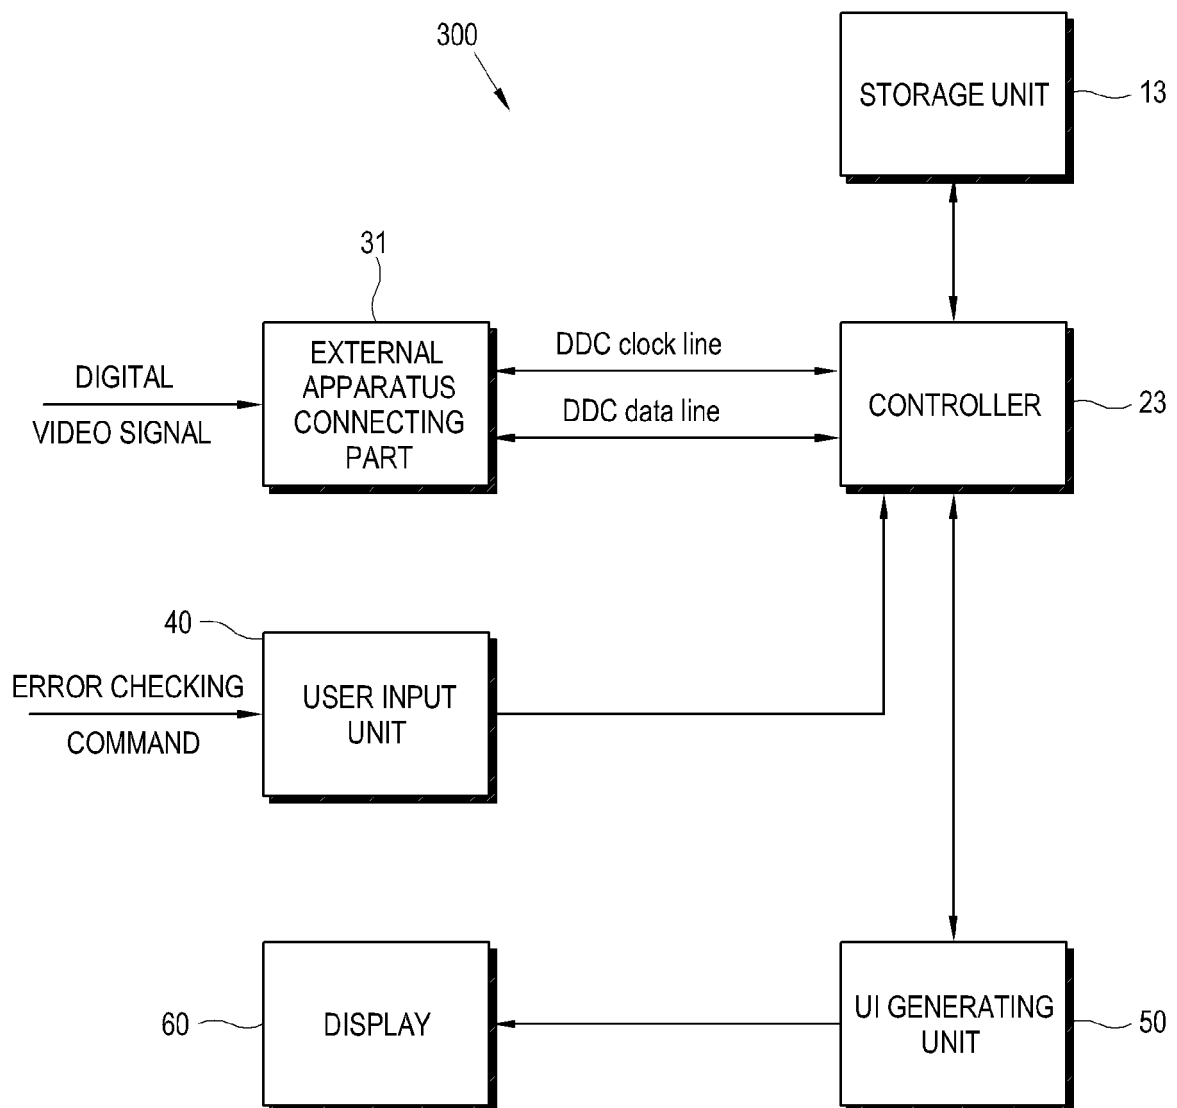 300
STORAGE UNIT
13
31
EXTERNAL
APPARATUS
CONNECTING
PART
DIGITAL
VIDEO SIGNAL
DDC clock line
DDC data line
CONTROLLER
23
40
ERROR CHECKING
COMMAND
USER INPUT
UNIT
60
DISPLAY
UI GENERATING
UNIT
50